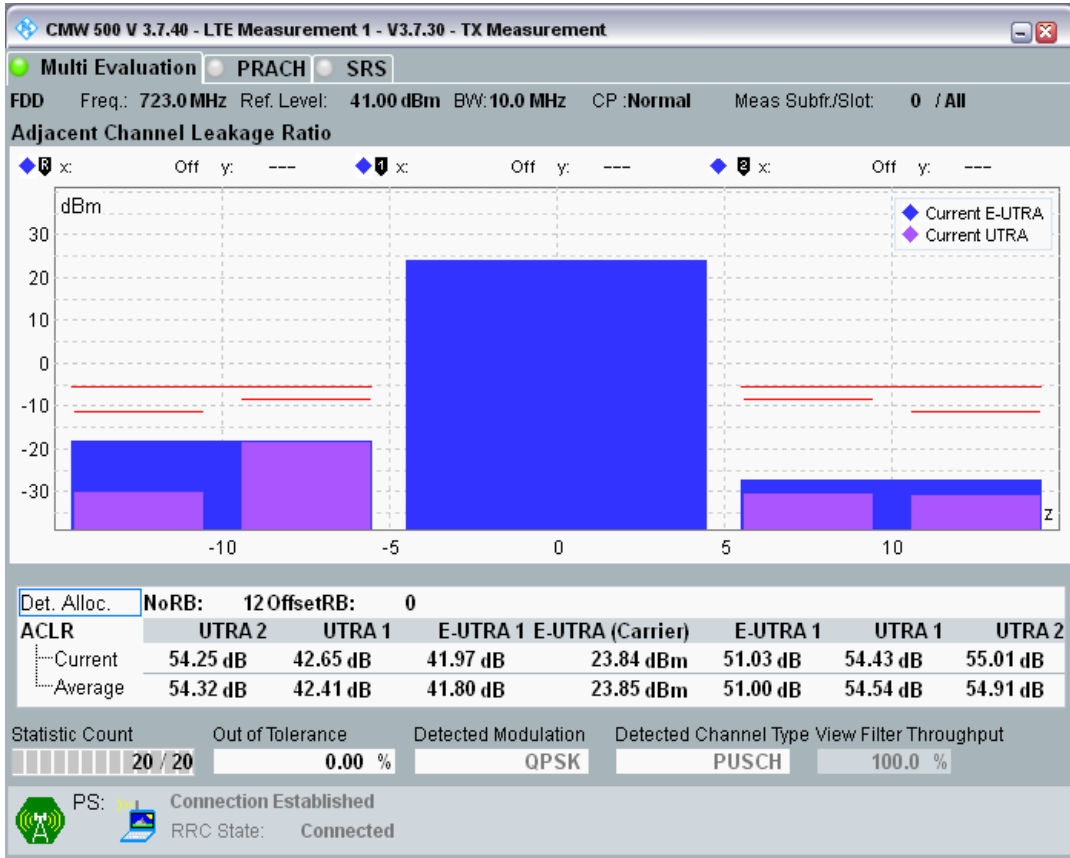 CMW 500 V 3.7.40 - LTE Measurement 1 - V3.7.30 - TX Measurement
Multi Evaluation PRACH SRS
FDD Freq.: 723.0 MHz Ref. Level: 41.00 dBm BW: 10.0 MHz CP :Normal Meas Subfr./Slot: 0 / All
Adjacent Channel Leakage Ratio
R x: Off y: --- 1 x: Off y: --- 2 x: Off y: ---
dBm
Current E-UTRA
Current UTRA
30
20
10
0
-10
-20
-30
z
-10 -5 0 5 10
Det. Alloc. NoRB: 12 OffsetRB: 0
ACLR UTRA 2 UTRA 1 E-UTRA 1 E-UTRA (Carrier) E-UTRA 1 UTRA 1 UTRA 2
Current 54.25 dB 42.65 dB 41.97 dB 23.84 dBm 51.03 dB 54.43 dB 55.01 dB
Average 54.32 dB 42.41 dB 41.80 dB 23.85 dBm 51.00 dB 54.54 dB 54.91 dB
Statistic Count Out of Tolerance Detected Modulation Detected Channel Type View Filter Throughput
20 / 20 0.00 % QPSK PUSCH 100.0 %
PS: Connection Established
RRC State: Connected